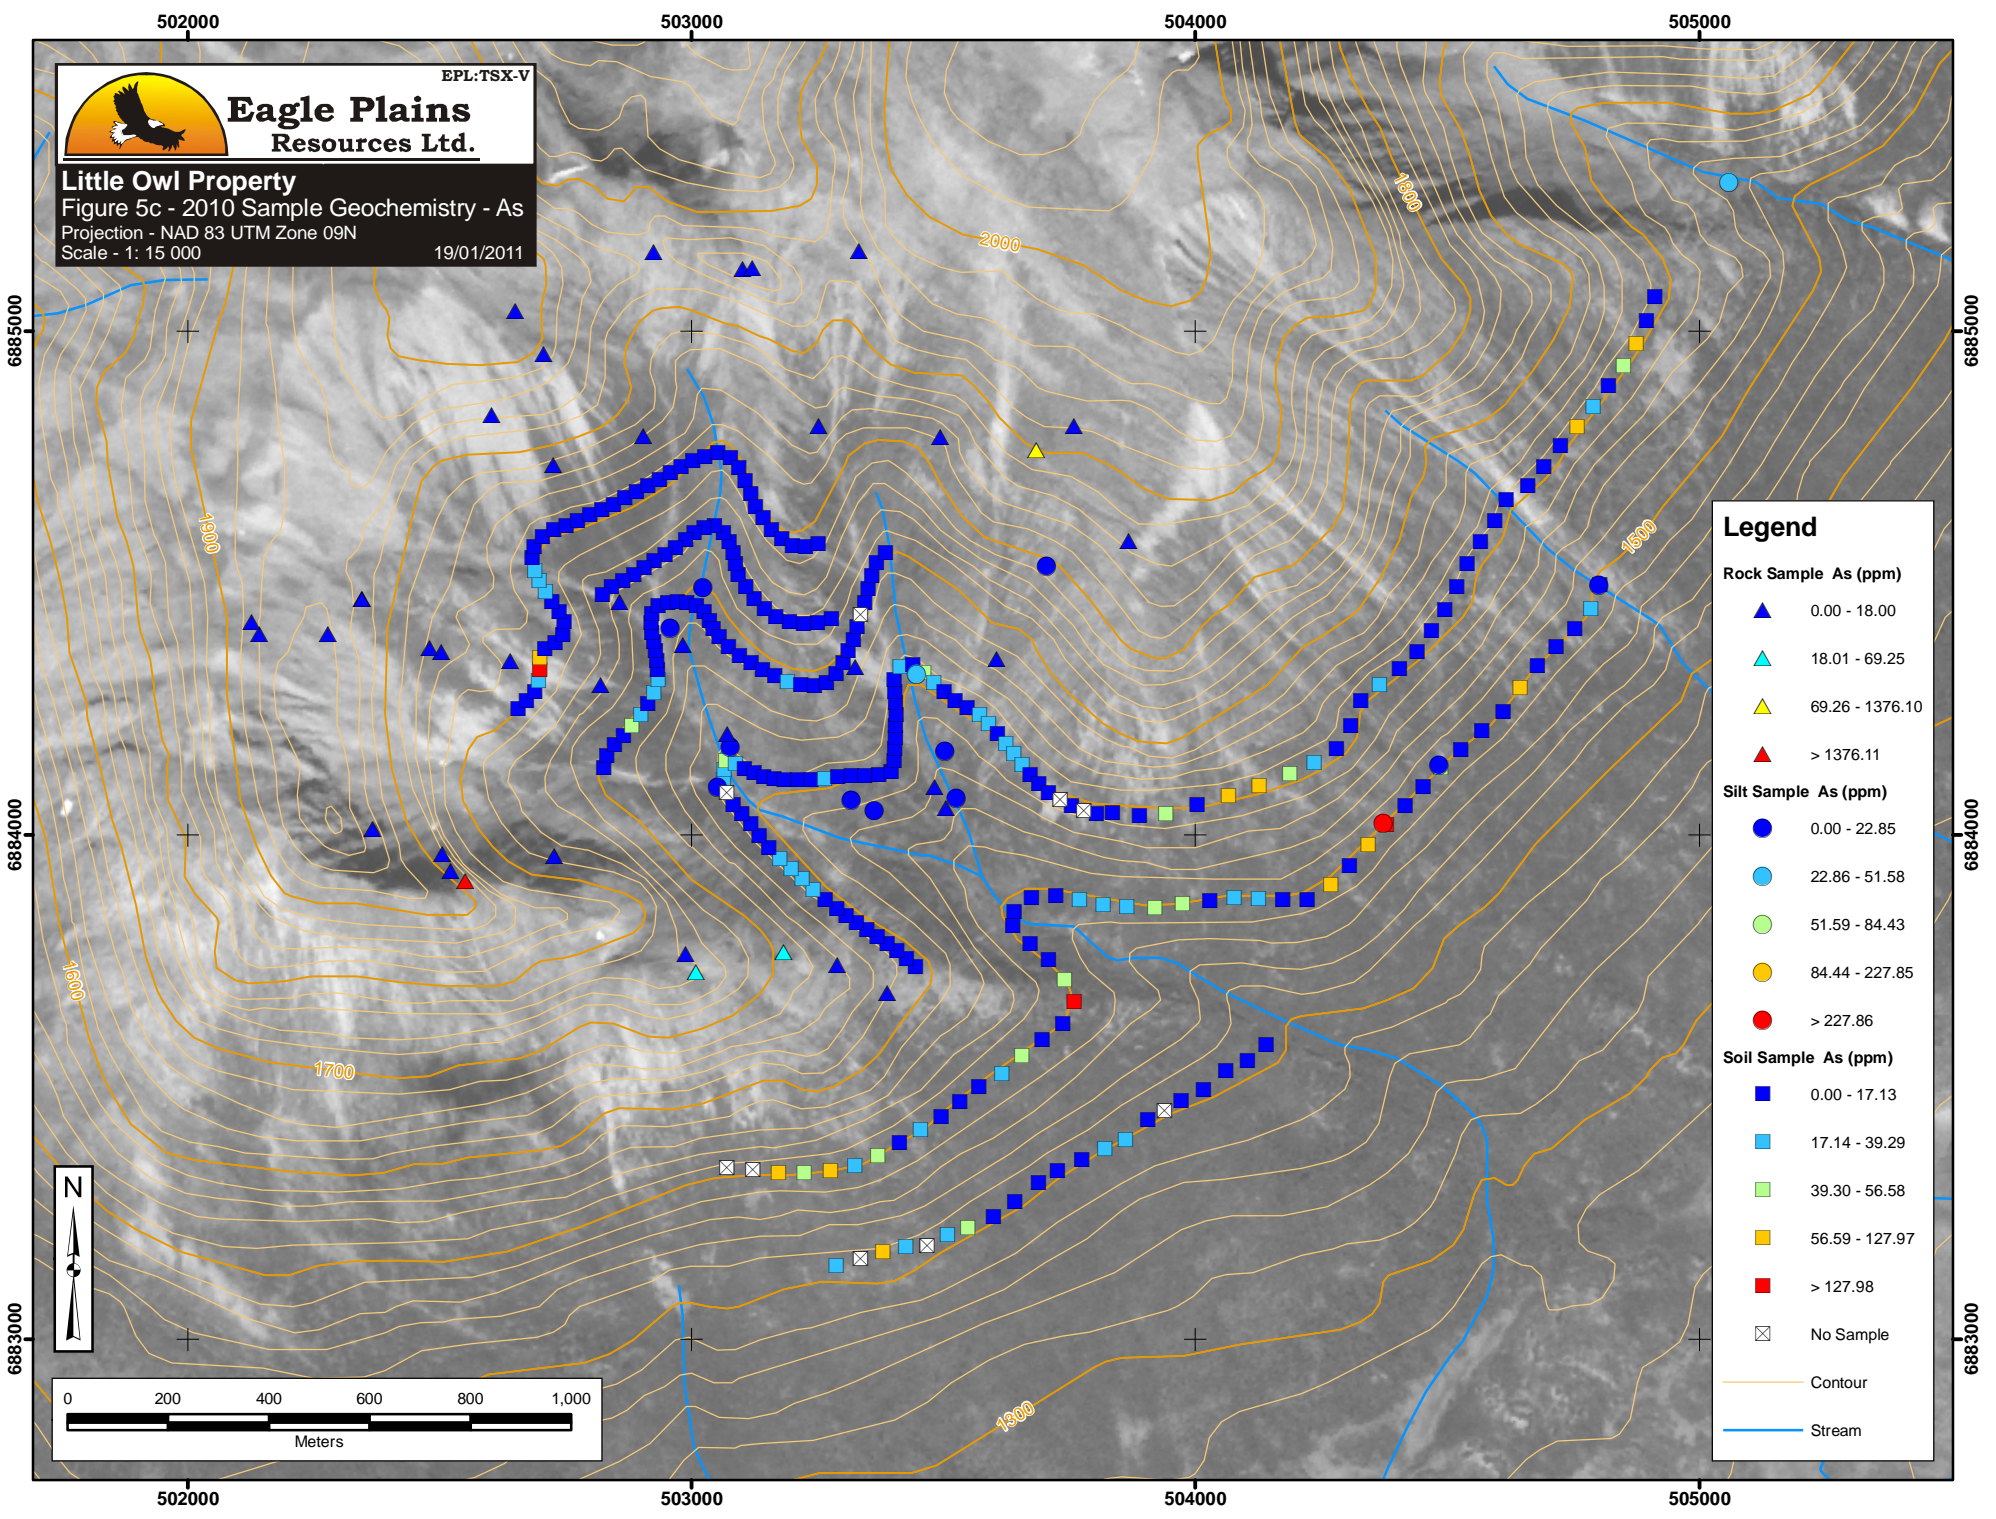 502000
503000
504000
505000
EPL:TSX-V
Eagle Plains
Resources Ltd.
Little Owl Property
Figure 5c - 2010 Sample Geochemistry - As
Projection - NAD 83 UTM Zone 09N
Scale - 1: 15 000
19/01/2011
6885000
6885000
6884000
6884000
6883000
6883000
1800
2000
1900
1500
1600
1700
1300
Legend
Rock Sample As (ppm)
0.00 - 18.00
18.01 - 69.25
69.26 - 1376.10
> 1376.11
Silt Sample As (ppm)
0.00 - 22.85
22.86 - 51.58
51.59 - 84.43
84.44 - 227.85
> 227.86
Soil Sample As (ppm)
0.00 - 17.13
17.14 - 39.29
39.30 - 56.58
56.59 - 127.97
> 127.98
No Sample
Contour
Stream
N
0 200 400 600 800 1,000
Meters
502000
503000
504000
505000